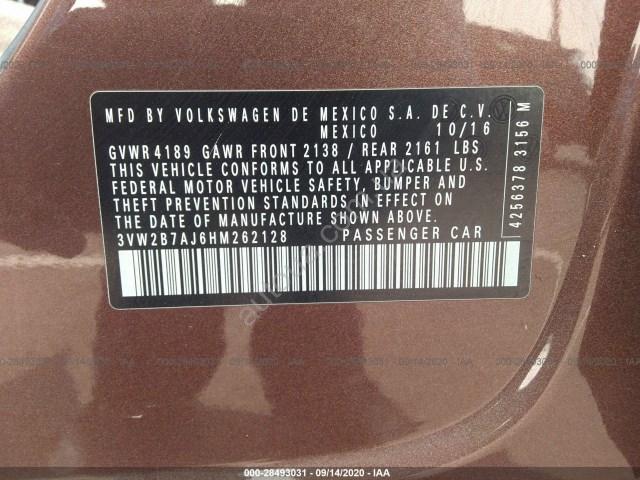 MFD BY VOLKSWAGEN DE MEXICO S.A. DE C.V.
MEXICO 10/16
GVWR 4189 GAWR FRONT 2138 / REAR 2161 LBS
THIS VEHICLE CONFORMS TO ALL APPLICABLE U.S.
FEDERAL MOTOR VEHICLE SAFETY, BUMPER AND
THEFT PREVENTION STANDARDS IN EFFECT ON
THE DATE OF MANUFACTURE SHOWN ABOVE.
3VW2B7AJ6HM262128 PASSENGER CAR
4256378 3156 M
000-28493031 - 09/14/2020 - IAA